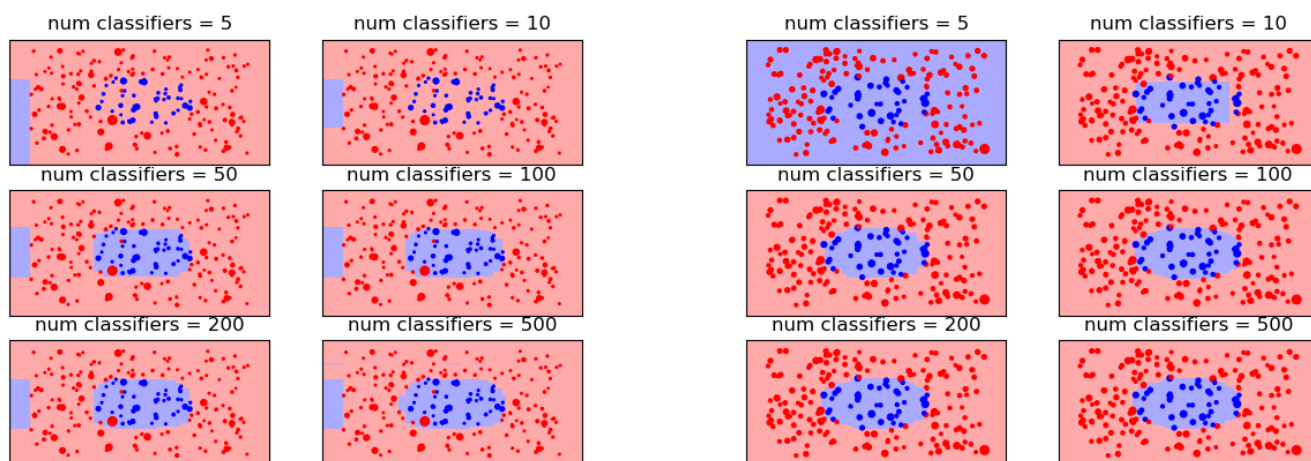 num classifiers = 5
num classifiers = 10
num classifiers = 5
num classifiers = 10
num classifiers = 50
num classifiers = 100
num classifiers = 50
num classifiers = 100
num classifiers = 200
num classifiers = 500
num classifiers = 200
num classifiers = 500